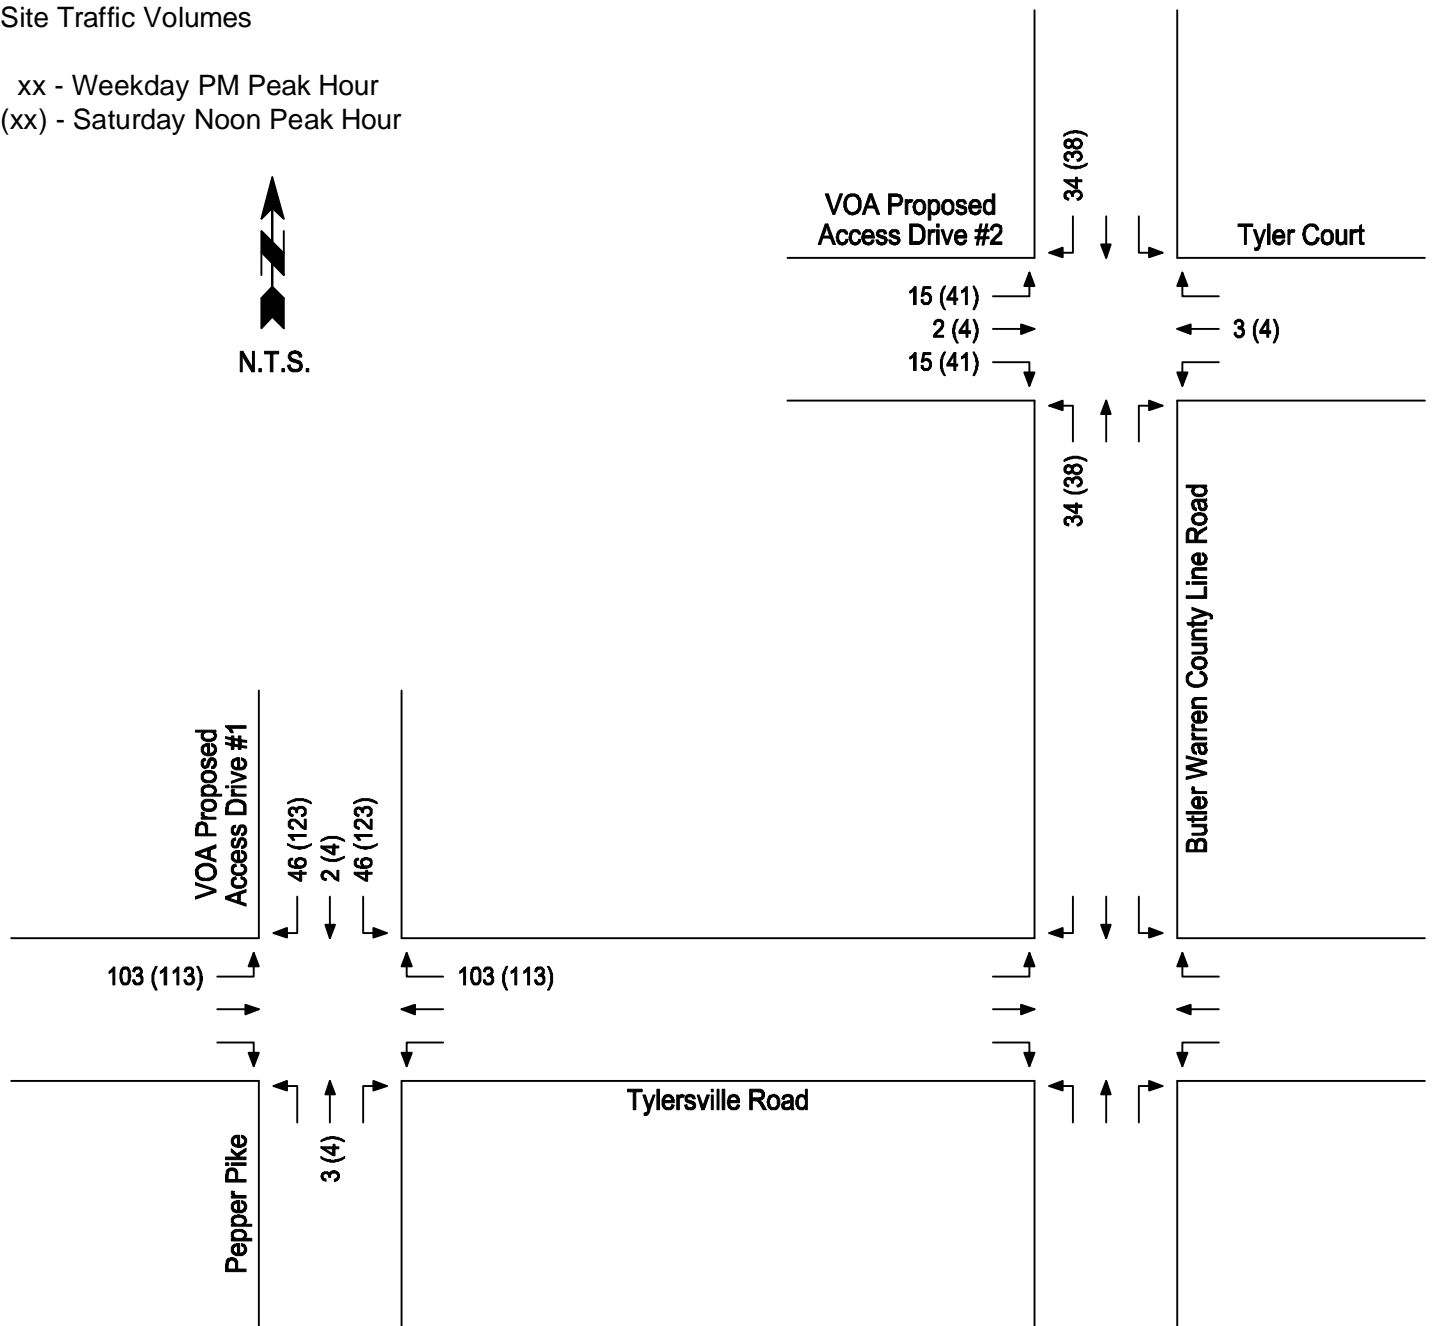 Site Traffic Volumes
xx - Weekday PM Peak Hour
(xx) - Saturday Noon Peak Hour
N.T.S.
34 (38)
VOA Proposed
Access Drive #2
Tyler Court
15 (41)
2 (4)
3 (4)
15 (41)
34 (38)
Butler Warren County Line Road
VOA Proposed
Access Drive #1
46 (123)
2 (4)
46 (123)
103 (113)
103 (113)
Tylersville Road
3 (4)
Pepper Pike